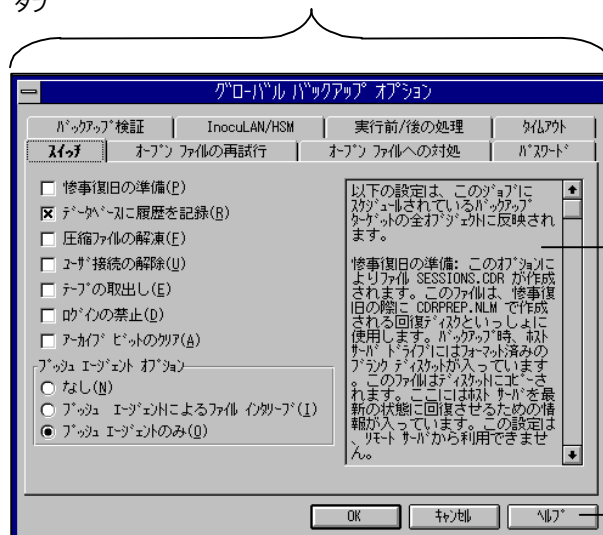 タブ
グローバル バックアップ オプション
バックアップ検証
InocuLAN/HSM
実行前/後の処理
タイムアウト
スイッチ
オープン ファイルの再試行
オープン ファイルへの対処
パスワード
惨事復旧の準備(P)
データベースに履歴を記録(R)
圧縮ファイルの解凍(F)
ユーザ接続の解除(U)
テープの取出し(E)
ログインの禁止(D)
アーカイブ ビットのクリア(A)
プッシュ エージェント オプション
なし(N)
プッシュ エージェントによるファイル インタリーブ(I)
プッシュ エージェントのみ(O)
以下の設定は、このジョブに
スケジュールされているバックアップ
ターゲットの全オブジェクトに反映され
ます。
惨事復旧の準備: このオプションに
よりファイル SESSIONS.CDR が作成
されます。このファイルは、惨事復
旧の際に CDRPREP.NLM で作成
される回復ディスクといっしょに
使用します。バックアップ時、ホスト
サーバ ドライブにはフォーマット済みの
ブランク ディスケットが入っています
。このファイルはディスケットにコピーさ
れます。ここにはホスト サーバを最
新の状態に回復させるための情
報が入っています。この設定は
、リモート サーバから利用できませ
ん。
OK
キャンセル
ヘルプ